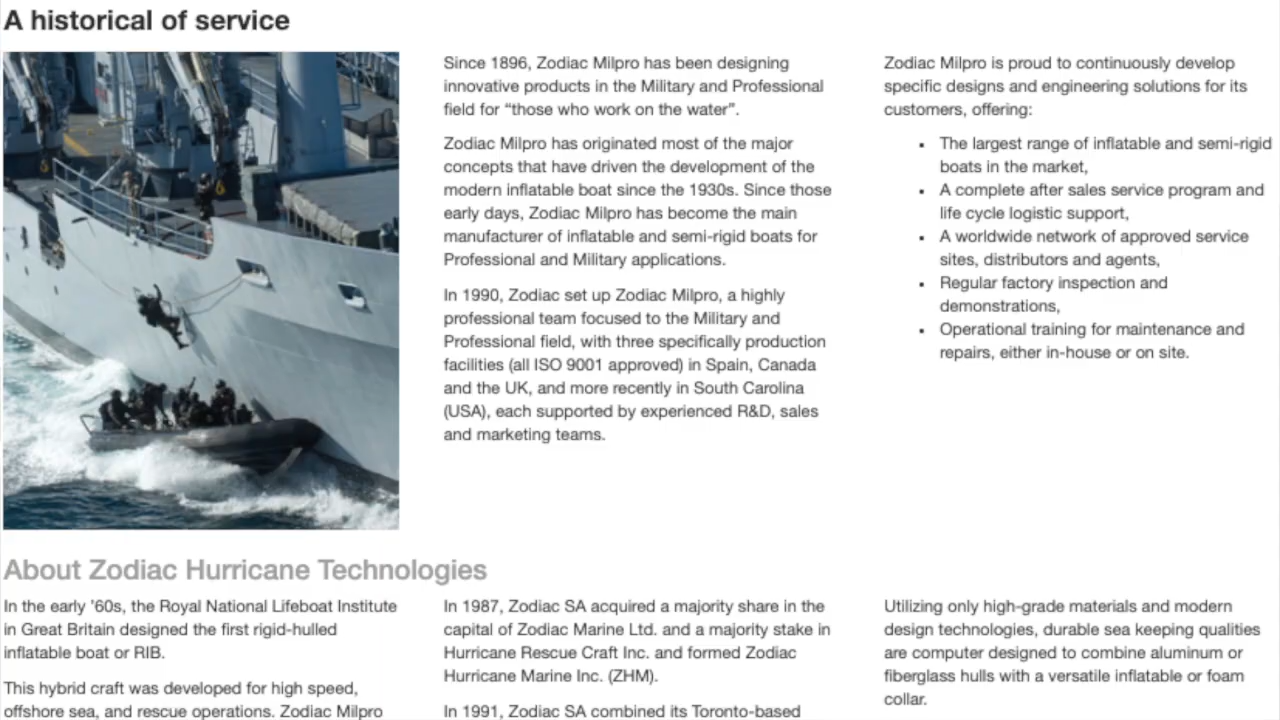 A historical of service
Since 1896, Zodiac Milpro has been designing
innovative products in the Military and Professional
field for “those who work on the water”.
Zodiac Milpro has originated most of the major
concepts that have driven the development of the
modern inflatable boat since the 1930s. Since those
early days, Zodiac Milpro has become the main
manufacturer of inflatable and semi-rigid boats for
Professional and Military applications.
In 1990, Zodiac set up Zodiac Milpro, a highly
professional team focused to the Military and
Professional field, with three specifically production
facilities (all ISO 9001 approved) in Spain, Canada
and the UK, and more recently in South Carolina
(USA), each supported by experienced R&D, sales
and marketing teams.
Zodiac Milpro is proud to continuously develop
specific designs and engineering solutions for its
customers, offering:
▪ The largest range of inflatable and semi-rigid
boats in the market,
▪ A complete after sales service program and
life cycle logistic support,
▪ A worldwide network of approved service
sites, distributors and agents,
▪ Regular factory inspection and
demonstrations,
▪ Operational training for maintenance and
repairs, either in-house or on site.
About Zodiac Hurricane Technologies
In the early ’60s, the Royal National Lifeboat Institute
in Great Britain designed the first rigid-hulled
inflatable boat or RIB.
This hybrid craft was developed for high speed,
offshore sea, and rescue operations. Zodiac Milpro
In 1987, Zodiac SA acquired a majority share in the
capital of Zodiac Marine Ltd. and a majority stake in
Hurricane Rescue Craft Inc. and formed Zodiac
Hurricane Marine Inc. (ZHM).
In 1991, Zodiac SA combined its Toronto-based
Utilizing only high-grade materials and modern
design technologies, durable sea keeping qualities
are computer designed to combine aluminum or
fiberglass hulls with a versatile inflatable or foam
collar.